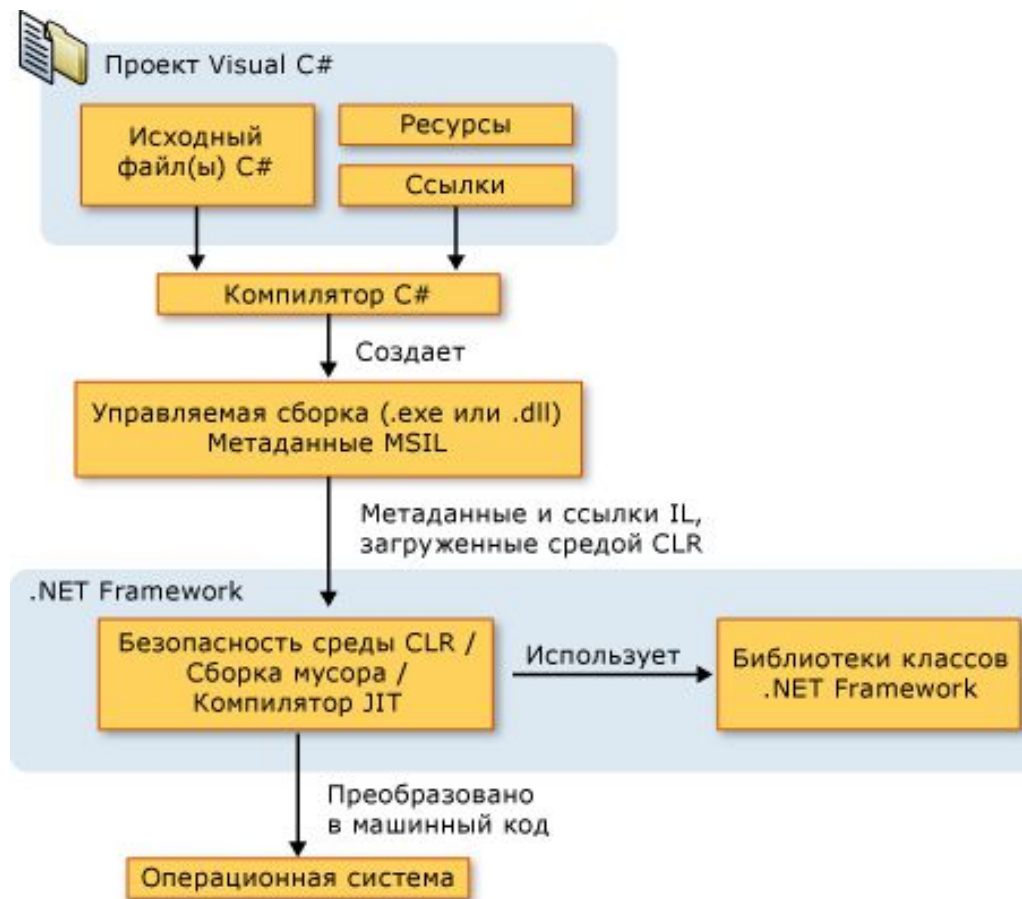 Проект Visual C#
Исходный
файл(ы) C#
Ресурсы
Ссылки
Компилятор C#
Создает
Управляемая сборка (.exe или .dll)
Метаданные MSIL
Метаданные и ссылки IL,
загруженные средой CLR
.NET Framework
Безопасность среды CLR /
Сборка мусора /
Компилятор JIT
Использует
Библиотеки классов
.NET Framework
Преобразовано
в машинный код
Операционная система